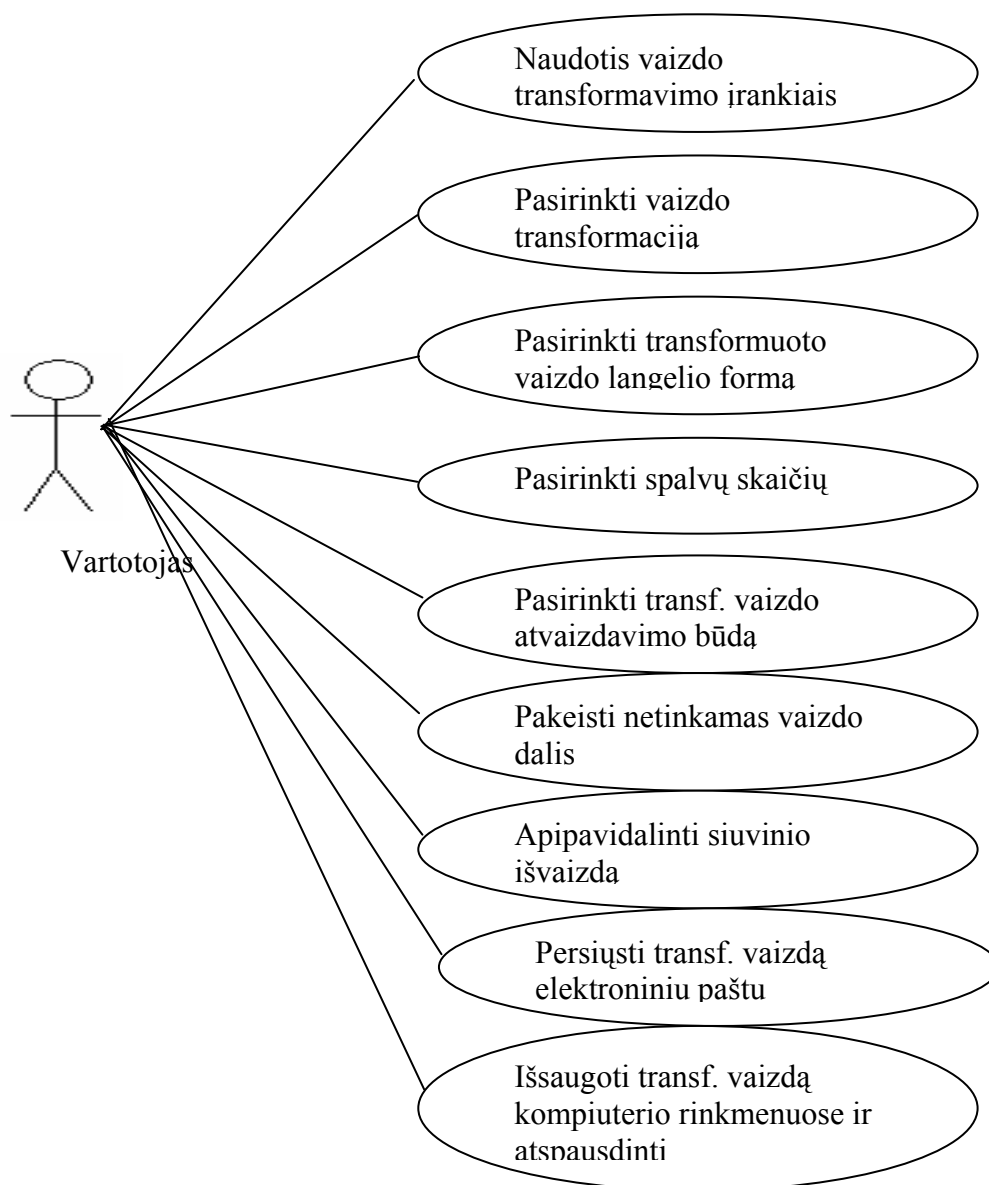 Naudotis vaizdo
transformavimo įrankiais
Pasirinkti vaizdo
transformaciją
Pasirinkti transformuoto
vaizdo langelio formą
Pasirinkti spalvų skaičių
Vartotojas
Pasirinkti transf. vaizdo
atvaizdavimo būdą
Pakeisti netinkamas vaizdo
dalis
Apipavidalinti siuvinio
išvaizdą
Persiųsti transf. vaizdą
elektroniniu paštu
Išsaugoti transf. vaizdą
kompiuterio rinkmenuose ir
atspausdinti